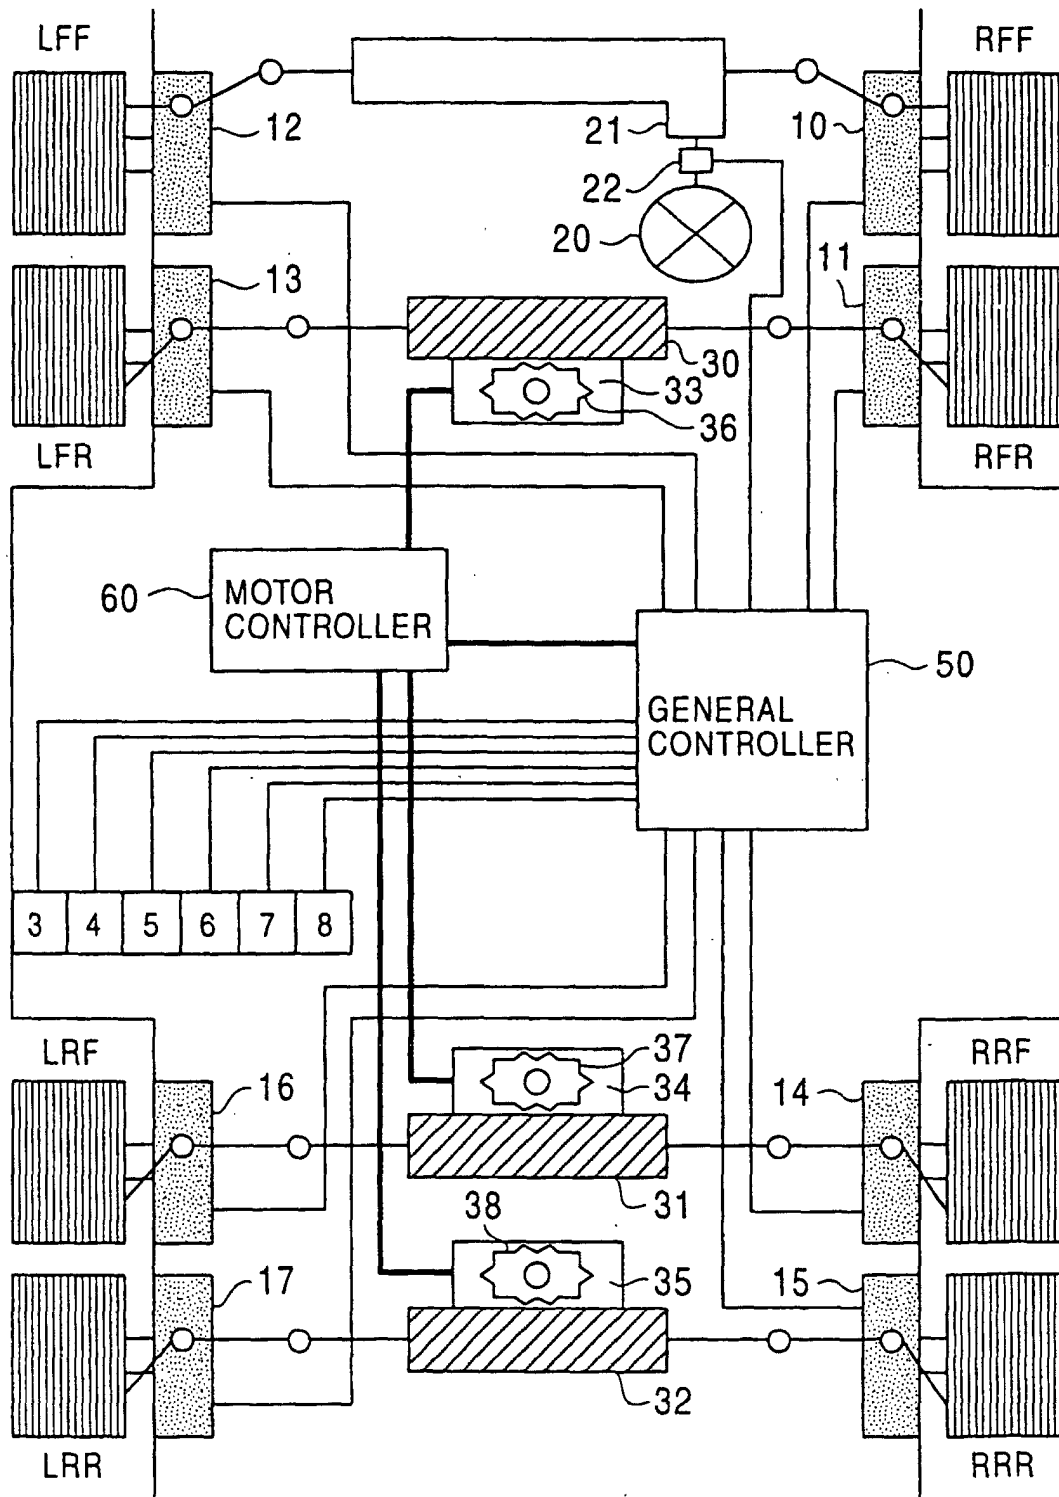 LFF
RFF
12
21
10
22
20
13
11
30
33
36
LFR
RFR
60
MOTOR
CONTROLLER
50
GENERAL
CONTROLLER
3 4 5 6 7 8
LRF
37
RRF
16
34
14
31
38
17
35
15
32
LRR
RRR